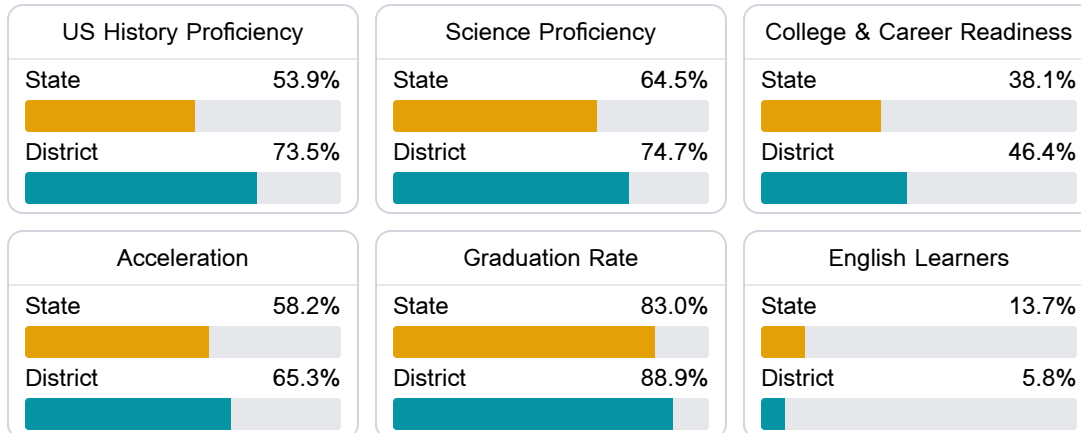 US History Proficiency
State 53.9%
District 73.5%
Science Proficiency
State 64.5%
District 74.7%
College & Career Readiness
State 38.1%
District 46.4%
Acceleration
State 58.2%
District 65.3%
Graduation Rate
State 83.0%
District 88.9%
English Learners
State 13.7%
District 5.8%